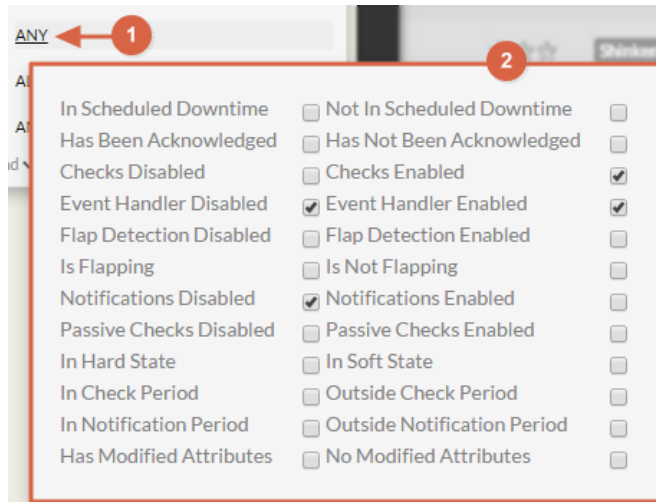 ANY
1
2
In Scheduled Downtime Not In Scheduled Downtime
Has Been Acknowledged Has Not Been Acknowledged
Checks Disabled Checks Enabled
Event Handler Disabled Event Handler Enabled
Flap Detection Disabled Flap Detection Enabled
Is Flapping Is Not Flapping
Notifications Disabled Notifications Enabled
Passive Checks Disabled Passive Checks Enabled
In Hard State In Soft State
In Check Period Outside Check Period
In Notification Period Outside Notification Period
Has Modified Attributes No Modified Attributes